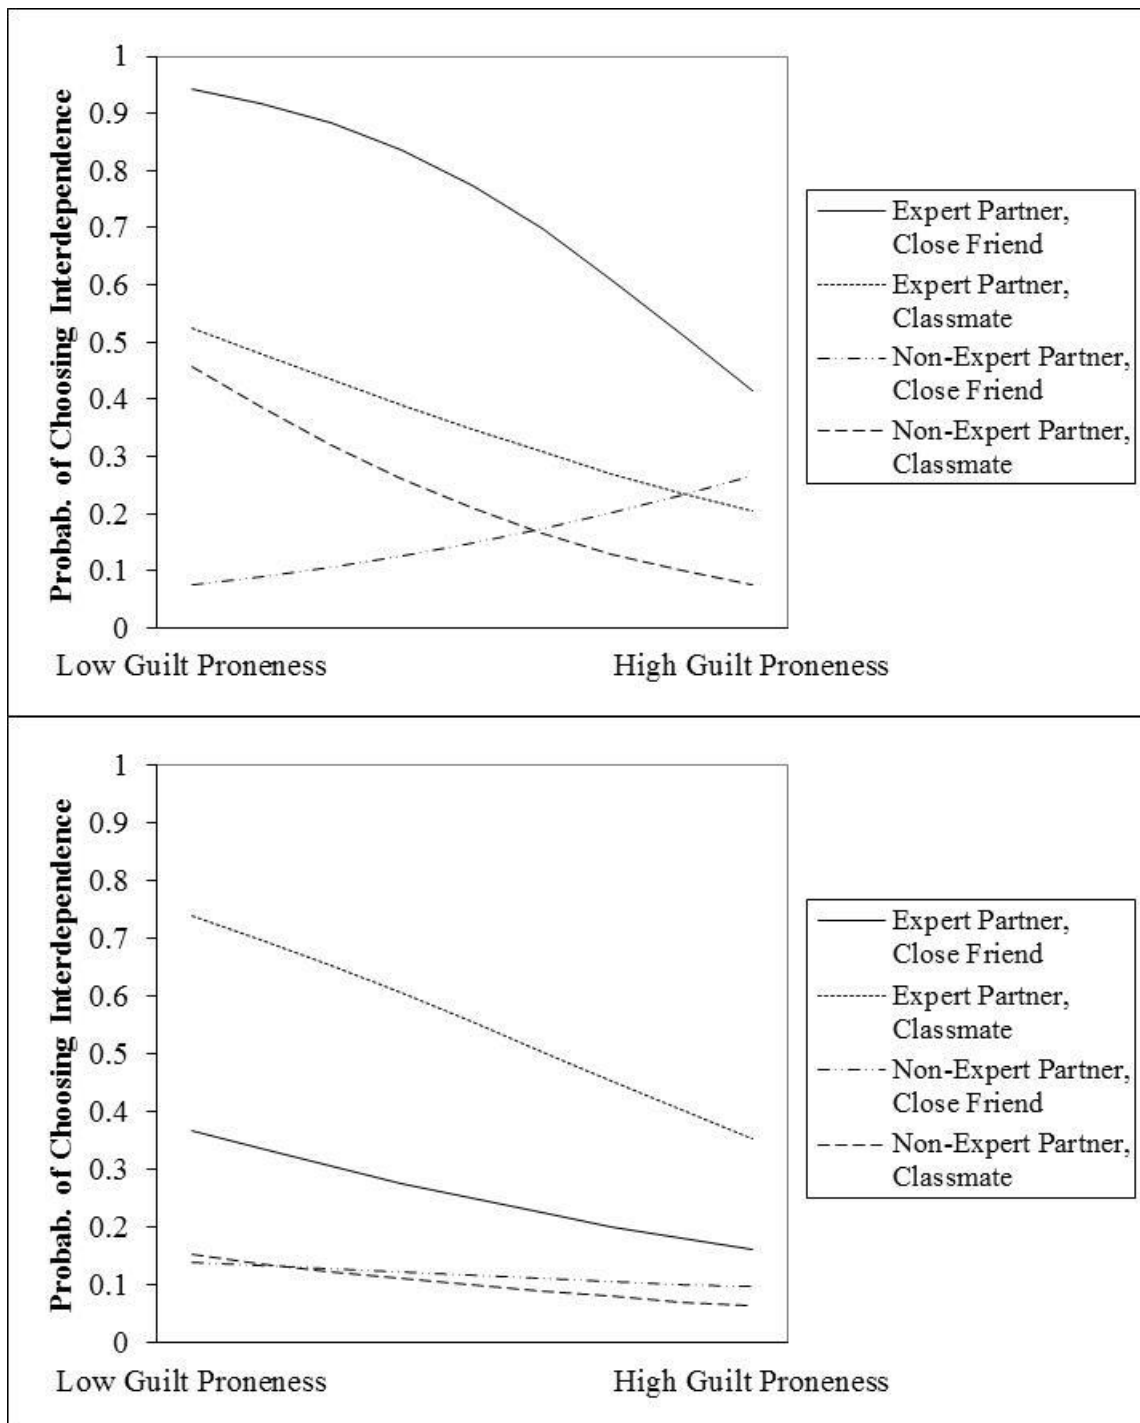 Probab. of Choosing Interdependence
1
0.9
0.8
0.7
0.6
0.5
0.4
0.3
0.2
0.1
0
Low Guilt Proneness
High Guilt Proneness
Expert Partner,
Close Friend
Expert Partner,
Classmate
Non-Expert Partner,
Close Friend
Non-Expert Partner,
Classmate
Probab. of Choosing Interdependence
1
0.9
0.8
0.7
0.6
0.5
0.4
0.3
0.2
0.1
0
Low Guilt Proneness
High Guilt Proneness
Expert Partner,
Close Friend
Expert Partner,
Classmate
Non-Expert Partner,
Close Friend
Non-Expert Partner,
Classmate